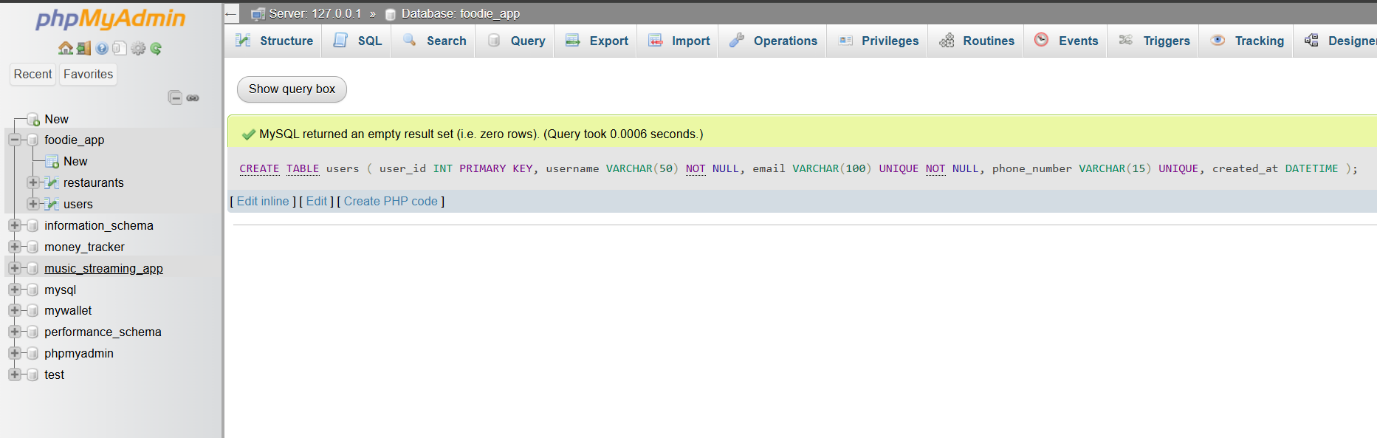 phpMyAdmin
Recent Favorites
New
foodie_app
New
restaurants
users
information_schema
money_tracker
music_streaming_app
mysql
mywallet
performance_schema
phpmyadmin
test
← Server: 127.0.0.1 » Database: foodie_app
Structure SQL Search Query Export Import Operations Privileges Routines Events Triggers Tracking Designe
Show query box
MySQL returned an empty result set (i.e. zero rows). (Query took 0.0006 seconds.)
CREATE TABLE users ( user_id INT PRIMARY KEY, username VARCHAR(50) NOT NULL, email VARCHAR(100) UNIQUE NOT NULL, phone_number VARCHAR(15) UNIQUE, created_at DATETIME );
[ Edit inline ] [ Edit ] [ Create PHP code ]